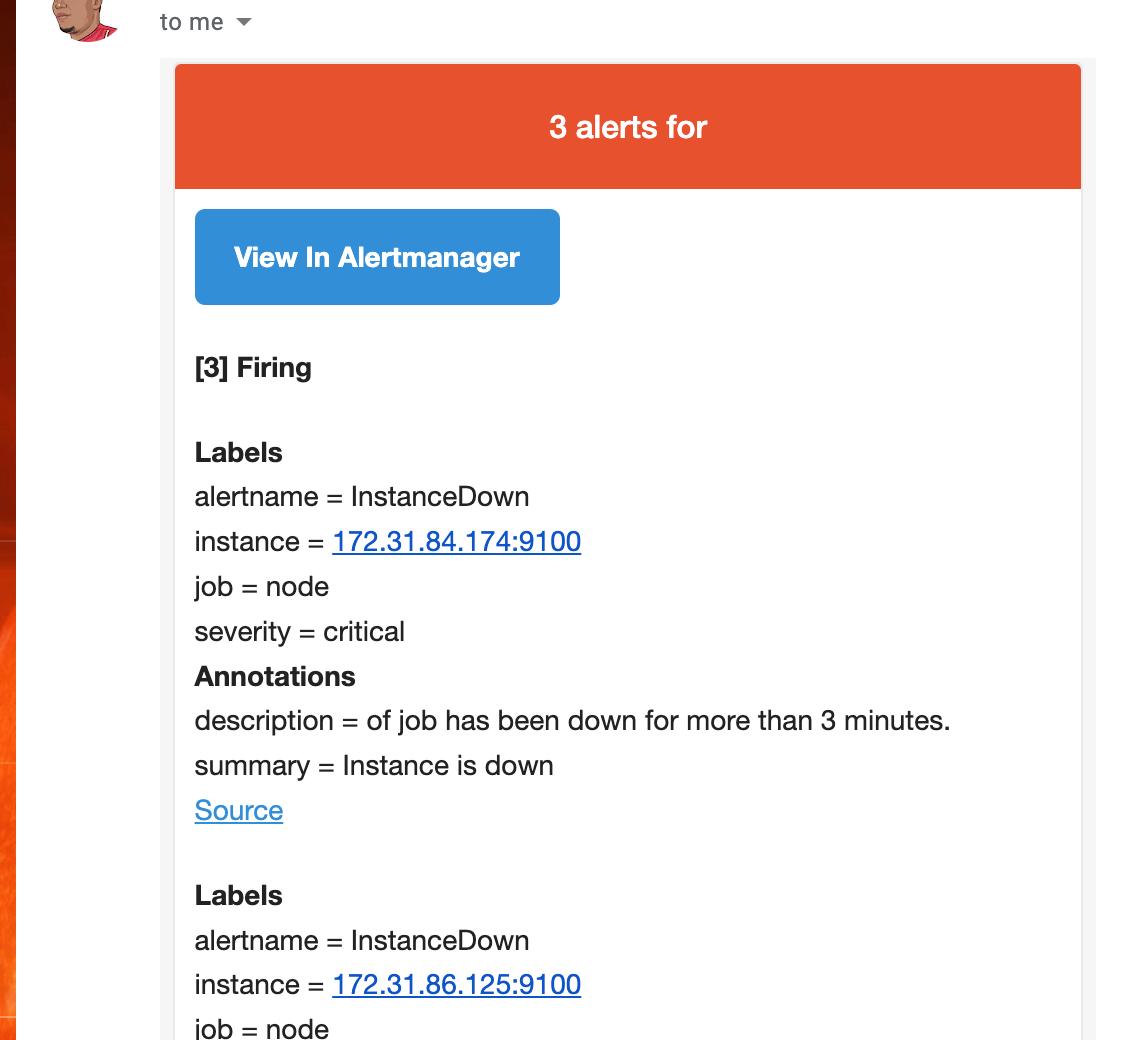 to me
3 alerts for
View In Alertmanager
[3] Firing
Labels
alertname = InstanceDown
instance = 172.31.84.174:9100
job = node
severity = critical
Annotations
description = of job has been down for more than 3 minutes.
summary = Instance is down
Source
Labels
alertname = InstanceDown
instance = 172.31.86.125:9100
job = node